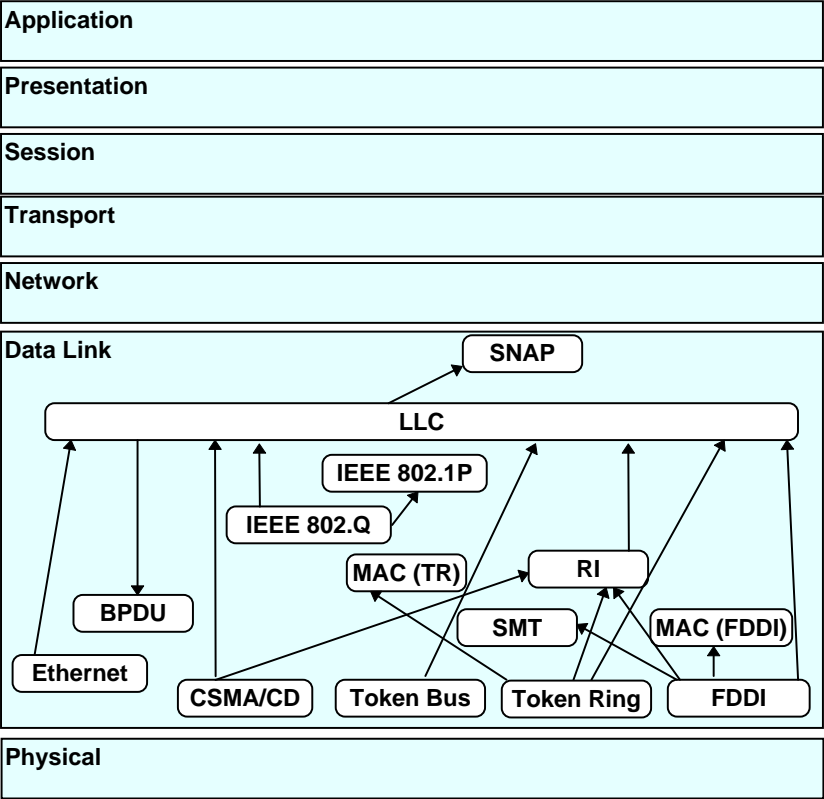 Application
Presentation
Session
Transport
Network
Data Link
SNAP
LLC
IEEE 802.1P
IEEE 802.Q
MAC (TR)
RI
BPDU
SMT
MAC (FDDI)
Ethernet
CSMA/CD
Token Bus
Token Ring
FDDI
Physical